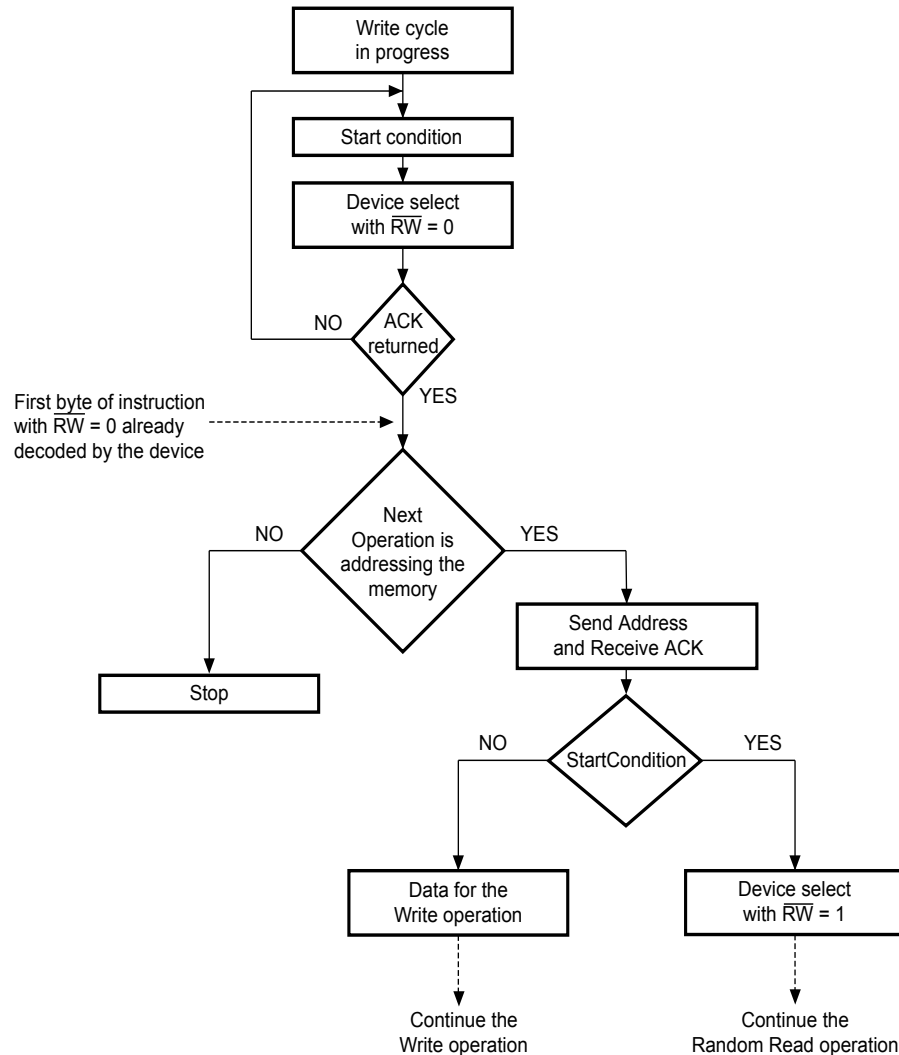 Write cycle
in progress
Start condition
Device select
with R̅W̅ = 0
NO
ACK
returned
YES
First byte of instruction
with R̅W̅ = 0 already
decoded by the device
NO
Next
Operation is
addressing the
memory
YES
Send Address
and Receive ACK
Stop
NO
StartCondition
YES
Data for the
Write operation
Device select
with R̅W̅ = 1
Continue the
Write operation
Continue the
Random Read operation